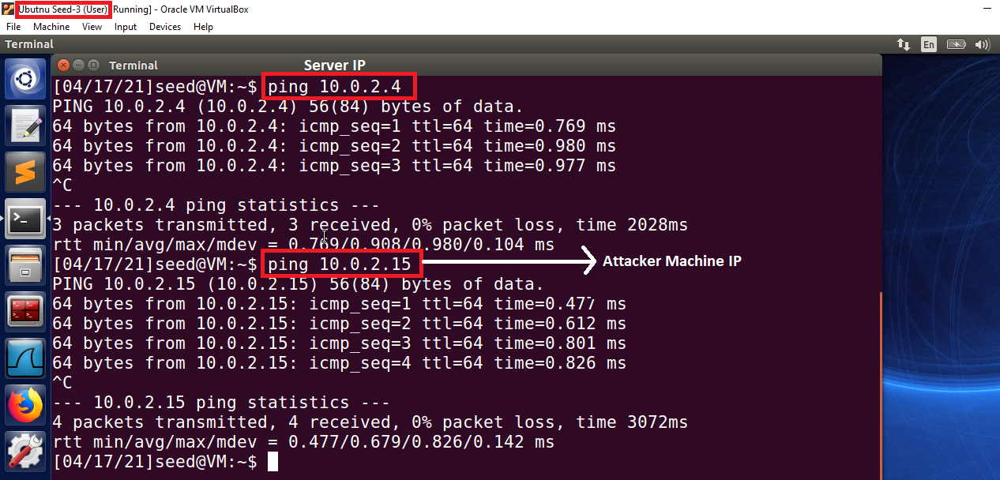 Ubutnu Seed-3 (User) [Running] - Oracle VM VirtualBox
File Machine View Input Devices Help
Terminal En
Terminal
Server IP
[04/17/21]seed@VM:~$ ping 10.0.2.4
PING 10.0.2.4 (10.0.2.4) 56(84) bytes of data.
64 bytes from 10.0.2.4: icmp_seq=1 ttl=64 time=0.769 ms
64 bytes from 10.0.2.4: icmp_seq=2 ttl=64 time=0.980 ms
64 bytes from 10.0.2.4: icmp_seq=3 ttl=64 time=0.977 ms
^C
--- 10.0.2.4 ping statistics ---
3 packets transmitted, 3 received, 0% packet loss, time 2028ms
rtt min/avg/max/mdev = 0.769/0.908/0.980/0.104 ms
[04/17/21]seed@VM:~$ ping 10.0.2.15
Attacker Machine IP
PING 10.0.2.15 (10.0.2.15) 56(84) bytes of data.
64 bytes from 10.0.2.15: icmp_seq=1 ttl=64 time=0.477 ms
64 bytes from 10.0.2.15: icmp_seq=2 ttl=64 time=0.612 ms
64 bytes from 10.0.2.15: icmp_seq=3 ttl=64 time=0.801 ms
64 bytes from 10.0.2.15: icmp_seq=4 ttl=64 time=0.826 ms
^C
--- 10.0.2.15 ping statistics ---
4 packets transmitted, 4 received, 0% packet loss, time 3072ms
rtt min/avg/max/mdev = 0.477/0.679/0.826/0.142 ms
[04/17/21]seed@VM:~$